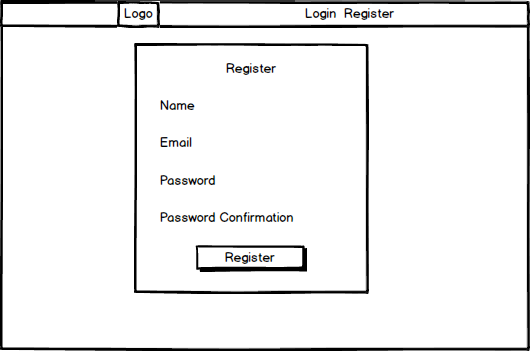 Logo Login Register
Register
Name
Email
Password
Password Confirmation
Register